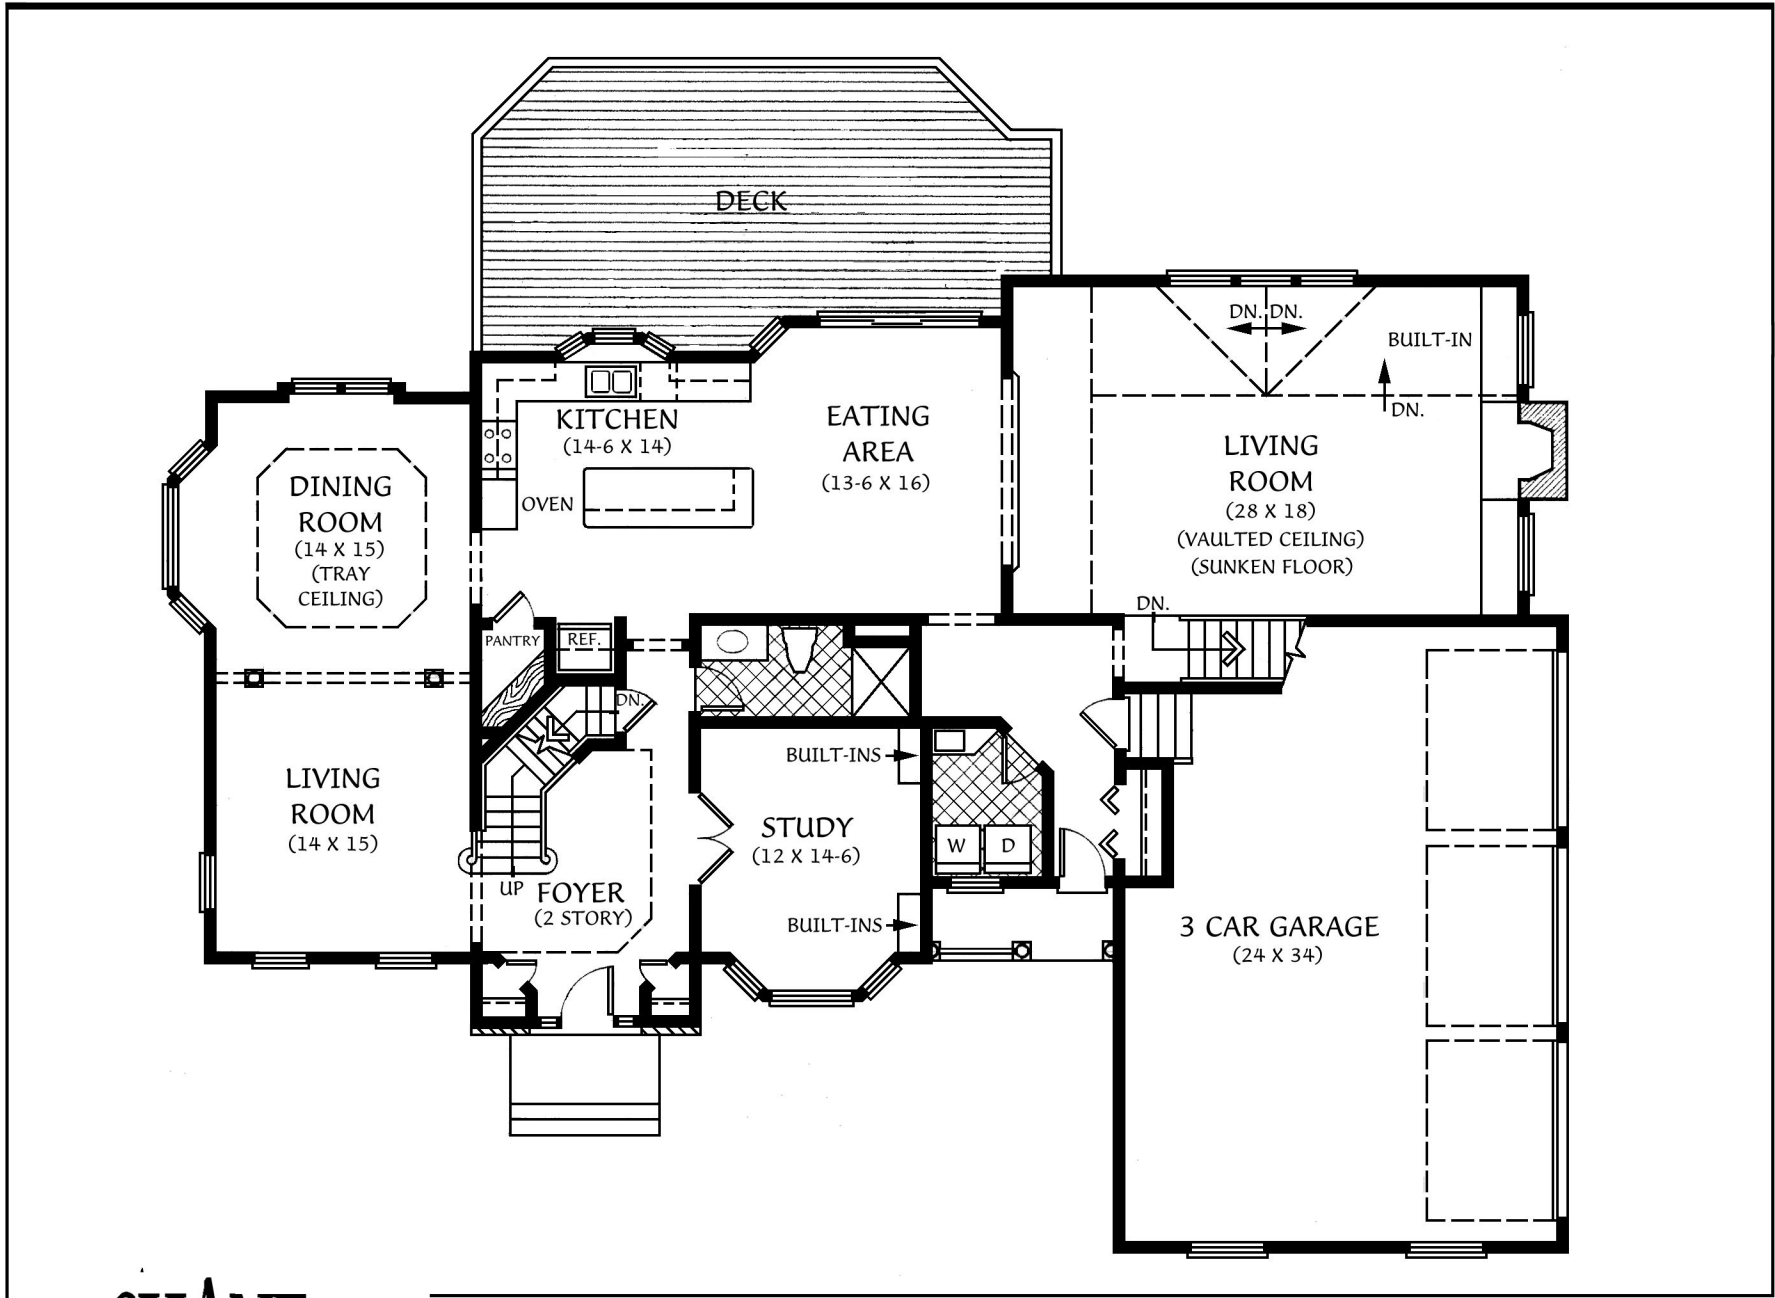 DECK
DN. DN.
BUILT-IN
DN.
KITCHEN
(14-6 X 14)
EATING
AREA
(13-6 X 16)
LIVING
ROOM
(28 X 18)
(VAULTED CEILING)
(SUNKEN FLOOR)
DINING
ROOM
(14 X 15)
(TRAY
CEILING)
OVEN
DN.
PANTRY
REF.
DN.
BUILT-INS
LIVING
ROOM
(14 X 15)
STUDY
(12 X 14-6)
W D
UP
FOYER
(2 STORY)
BUILT-INS
3 CAR GARAGE
(24 X 34)